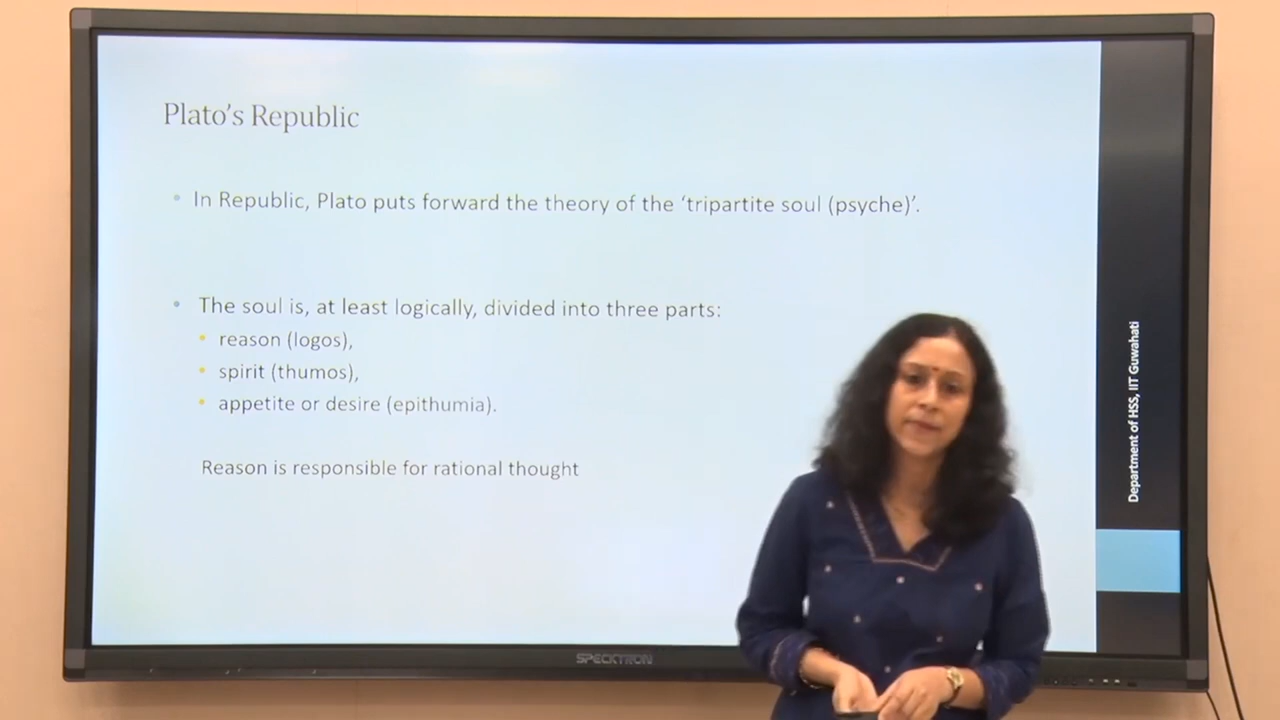 Plato's Republic
• In Republic, Plato puts forward the theory of the ‘tripartite soul (psyche)’.
• The soul is, at least logically, divided into three parts:
• reason (logos),
• spirit (thumos),
• appetite or desire (epithumia).
Reason is responsible for rational thought
Department of HSS, IIT Guwahati
SPECKTRON